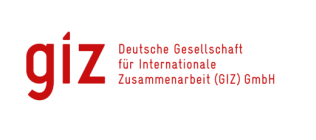 giz
Deutsche Gesellschaft
für Internationale
Zusammenarbeit (GIZ) GmbH